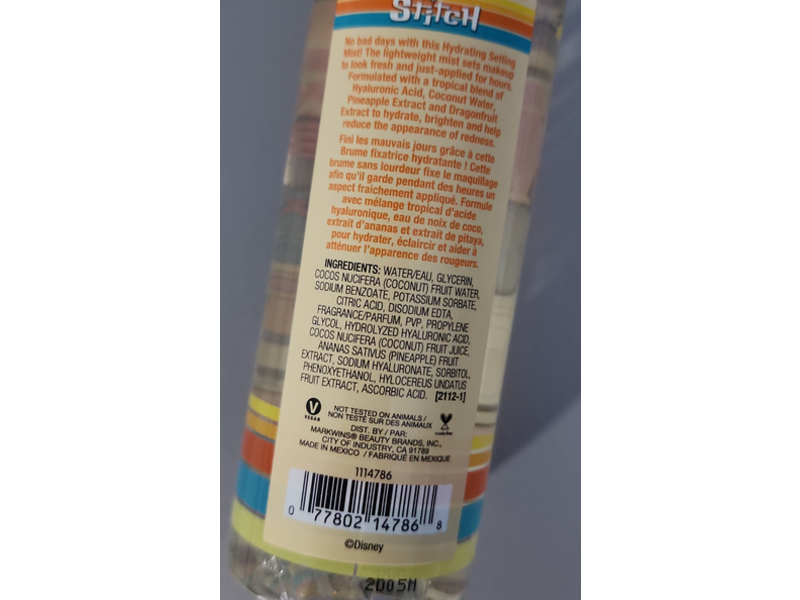 STITCH
No bad days with this Hydrating Setting
Mist! The lightweight mist sets makeup
to look fresh and just-applied for hours.
Formulated with a tropical blend of
Hyaluronic Acid, Coconut Water,
Pineapple Extract and Dragonfruit
Extract to hydrate, brighten and help
reduce the appearance of redness.
Fini les mauvais jours grâce à cette
Brume fixatrice hydratante ! Cette
brume sans lourdeur fixe le maquillage
afin qu'il garde pendant des heures un
aspect fraichement appliqué. Formule
avec mélange tropical d'acide
hyaluronique, eau de noix de coco,
extrait d'ananas et extrait de pitaya,
pour hydrater, éclaircir et aider à
atténuer l'apparence des rougeurs.
INGREDIENTS: WATER/EAU, GLYCERIN,
COCOS NUCIFERA (COCONUT) FRUIT WATER,
SODIUM BENZOATE, POTASSIUM SORBATE,
CITRIC ACID, DISODIUM EDTA,
FRAGRANCE/PARFUM, PVP, PROPYLENE
GLYCOL, HYDROLYZED HYALURONIC ACID,
COCOS NUCIFERA (COCONUT) FRUIT JUICE,
ANANAS SATIVUS (PINEAPPLE) FRUIT
EXTRACT, SODIUM HYALURONATE, SORBITOL,
PHENOXYETHANOL, HYLOCEREUS UNDATUS
FRUIT EXTRACT, ASCORBIC ACID. [2112-1]
V
VEGAN
NOT TESTED ON ANIMALS /
NON TESTÉ SUR DES ANIMAUX
DIST. BY / PAR:
MARKWINS® BEAUTY BRANDS, INC.,
CITY OF INDUSTRY, CA 91789
MADE IN MEXICO / FABRIQUÉ EN MEXIQUE
1114786
0 77802 14786 8
©Disney
2D05M